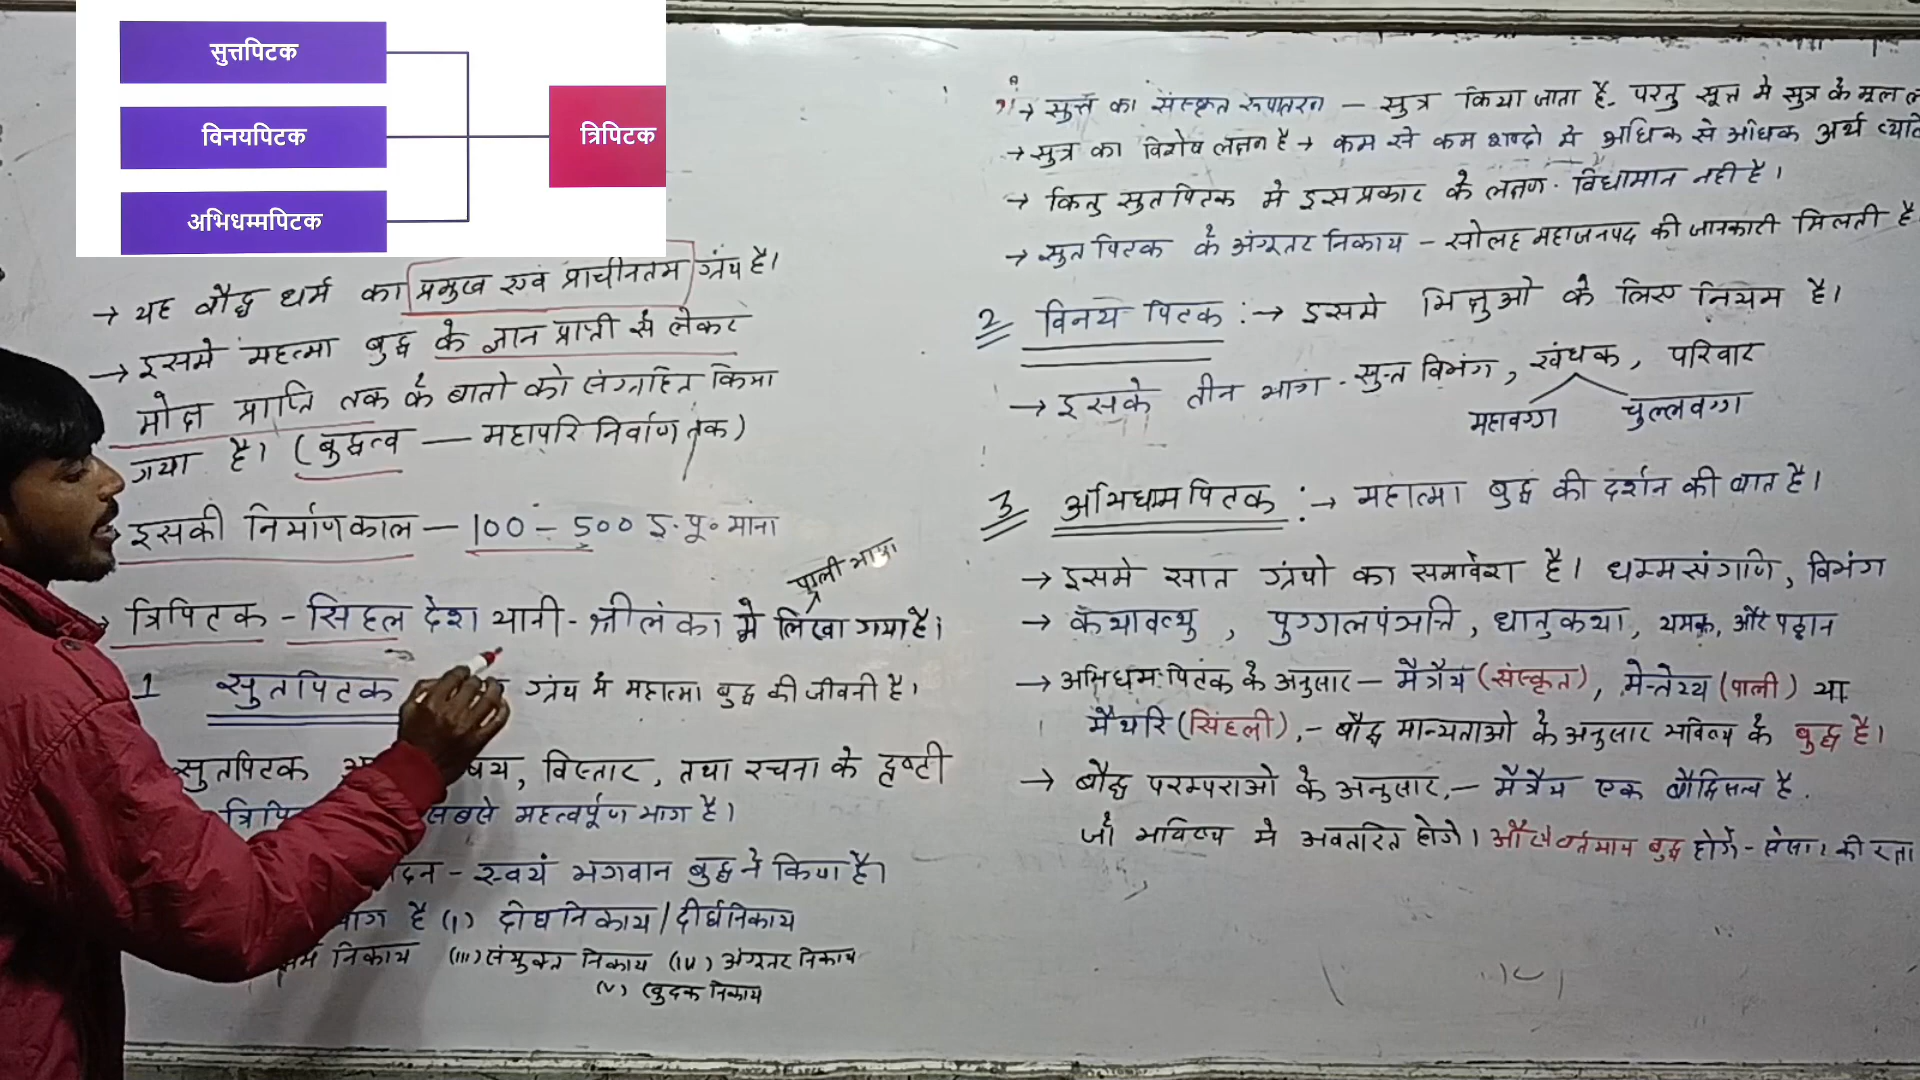 सुत्तपिटक
विनयपिटक
अभिधम्मपिटक
त्रिपिटक
→ यह बौद्ध धर्म का प्रमुख एवं प्राचीनतम ग्रंथ है।
→ इसमे महत्मा बुद्ध के ज्ञान प्राप्ती से लेकर
मोक्ष प्राप्ति तक के बातो को संग्रहित किया
गया है। (बुद्धत्व — महापरिनिर्वाण तक)
इसकी निर्माणकाल — 100 - 500 ई.पू. माना
पाली भाषा
त्रिपिटक - सिंहल देश यानी - श्रीलंका मे लिखा गया है।
1 सुतपिटक ग्रंथ मे महात्मा बुद्ध की जीवनी है।
सुतपिटक विस्तार, तथा रचना के दृष्टी
त्रिपि सबसे महत्वपूर्ण भाग है।
दन - स्वयं भगवान बुद्ध ने किया है।
भाग है (i) दीघनिकाय/दीर्घनिकाय
निकाय (iii) संयुक्त निकाय (iv) अंगूतर निकाय
(v) खुदक निकाय
→ सुत्त का संस्कृत रूपांतरण — सुत्र किया जाता है. परन्तु सूत्त मे सुत्र के मूल ल
→ सुत्र का विशेष लक्षण है → कम से कम शब्दो मे अधिक से अधिक अर्थ
→ किंतु सुतपिटक मे इस प्रकार के लक्षण विधामान नही है।
→ सुतपिटक के अंगूतर निकाय - सोलह महाजनपद की जानकारी मिलती है
2 विनय पिटक :→ इसमे भिक्षुओ के लिए नियम है।
→ इसके तीन भाग - सुत्त विभंग, खंधक, परिवार
महावग्ग चुल्लवग्ग
3 अभिधम्मपिटक :→ महात्मा बुद्ध की दर्शन की बात है।
→ इसमे सात ग्रंथो का समावेश है। धम्मसंगणि, विभंग
→ कथावत्थु, पुग्गलपंञति, धातुकथा, यमक, और पट्ठान
→ अभिधम्मपिटक के अनुसार - मैत्रैय (संस्कृत), मेत्तेय्य (पाली) या
मैथरि (सिंहली), - बौद्ध मान्यताओ के अनुसार भविष्य के बुद्ध है।
→ बौद्ध परम्पराओ के अनुसार, - मैत्रैय एक बौधिसत्व है.
जो भविष्य मे अवतरित होगे। होगें -